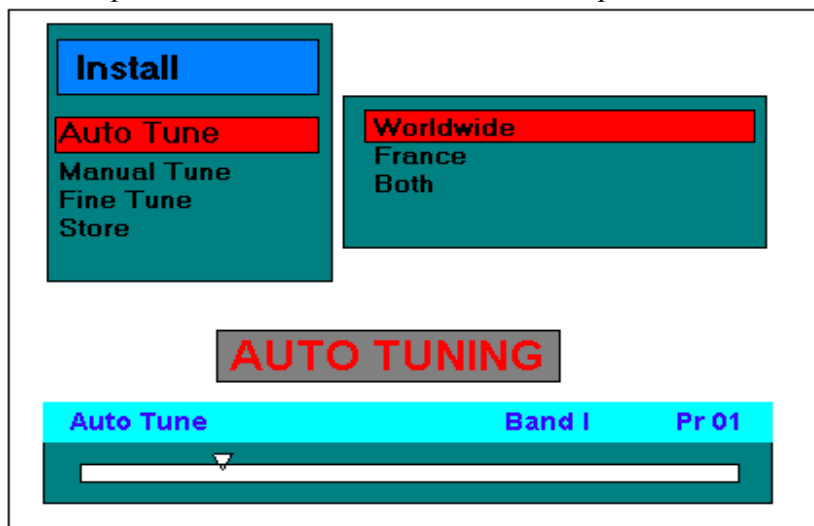 Install
Auto Tune
Manual Tune
Fine Tune
Store
Worldwide
France
Both
AUTO TUNING
Auto Tune Band I Pr 01